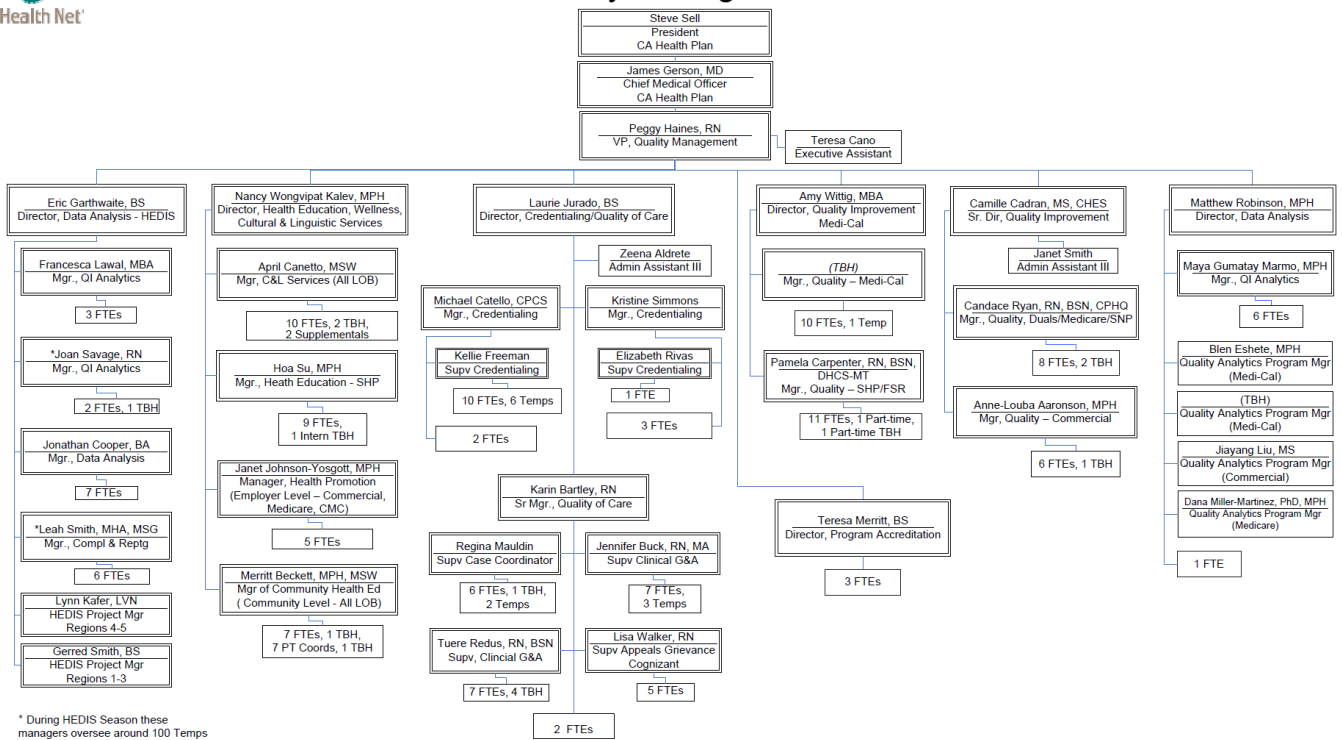 Health Net
Steve Sell
President
CA Health Plan
James Gerson, MD
Chief Medical Officer
CA Health Plan
Peggy Haines, RN
VP, Quality Management
Teresa Cano
Executive Assistant
Eric Garthwaite, BS
Director, Data Analysis - HEDIS
Francesca Lawal, MBA
Mgr., QI Analytics
3 FTEs
*Joan Savage, RN
Mgr., QI Analytics
2 FTEs, 1 TBH
Jonathan Cooper, BA
Mgr., Data Analysis
7 FTEs
*Leah Smith, MHA, MSG
Mgr., Compl & Reptg
6 FTEs
Lynn Kafer, LVN
HEDIS Project Mgr
Regions 4-5
Gerred Smith, BS
HEDIS Project Mgr
Regions 1-3
* During HEDIS Season these
managers oversee around 100 Temps
Nancy Wongvipat Kalev, MPH
Director, Health Education, Wellness,
Cultural & Linguistic Services
April Canetto, MSW
Mgr, C&L Services (All LOB)
10 FTEs, 2 TBH,
2 Supplementals
Hoa Su, MPH
Mgr., Heath Education - SHP
9 FTEs,
1 Intern TBH
Janet Johnson-Yosgott, MPH
Manager, Health Promotion
(Employer Level – Commercial,
Medicare, CMC)
5 FTEs
Merritt Beckett, MPH, MSW
Mgr of Community Health Ed
( Community Level - All LOB)
7 FTEs, 1 TBH,
7 PT Coords, 1 TBH
Laurie Jurado, BS
Director, Credentialing/Quality of Care
Zeena Aldrete
Admin Assistant III
Michael Catello, CPCS
Mgr., Credentialing
Kellie Freeman
Supv Credentialing
10 FTEs, 6 Temps
2 FTEs
Kristine Simmons
Mgr., Credentialing
Elizabeth Rivas
Supv Credentialing
1 FTE
3 FTEs
Karin Bartley, RN
Sr Mgr., Quality of Care
Regina Mauldin
Supv Case Coordinator
6 FTEs, 1 TBH,
2 Temps
Jennifer Buck, RN, MA
Supv Clinical G&A
7 FTEs,
3 Temps
Tuere Redus, RN, BSN
Supv, Clincial G&A
7 FTEs, 4 TBH
Lisa Walker, RN
Supv Appeals Grievance
Cognizant
5 FTEs
2 FTEs
Amy Wittig, MBA
Director, Quality Improvement
Medi-Cal
(TBH)
Mgr., Quality – Medi-Cal
10 FTEs, 1 Temp
Pamela Carpenter, RN, BSN,
DHCS-MT
Mgr., Quality – SHP/FSR
11 FTEs, 1 Part-time,
1 Part-time TBH
Teresa Merritt, BS
Director, Program Accreditation
3 FTEs
Camille Cadran, MS, CHES
Sr. Dir, Quality Improvement
Janet Smith
Admin Assistant III
Candace Ryan, RN, BSN, CPHQ
Mgr., Quality, Duals/Medicare/SNP
8 FTEs, 2 TBH
Anne-Louba Aaronson, MPH
Mgr, Quality – Commercial
6 FTEs, 1 TBH
Matthew Robinson, MPH
Director, Data Analysis
Maya Gumatay Marmo, MPH
Mgr., QI Analytics
6 FTEs
Blen Eshete, MPH
Quality Analytics Program Mgr
(Medi-Cal)
(TBH)
Quality Analytics Program Mgr
(Medi-Cal)
Jiayang Liu, MS
Quality Analytics Program Mgr
(Commercial)
Dana Miller-Martinez, PhD, MPH
Quality Analytics Program Mgr
(Medicare)
1 FTE